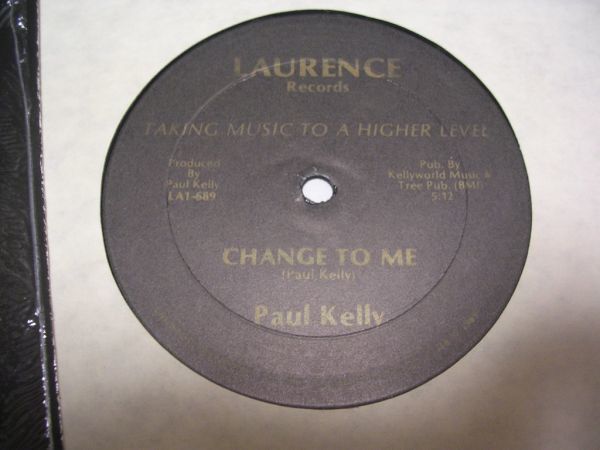 LAURENCE
Records
TAKING MUSIC TO A HIGHER LEVEL
Produced
By
Paul Kelly
LA1-689
Pub. By
Kellyworld Music &
Tree Pub. (BMI)
5:12
CHANGE TO ME
(Paul Kelly)
Paul Kelly